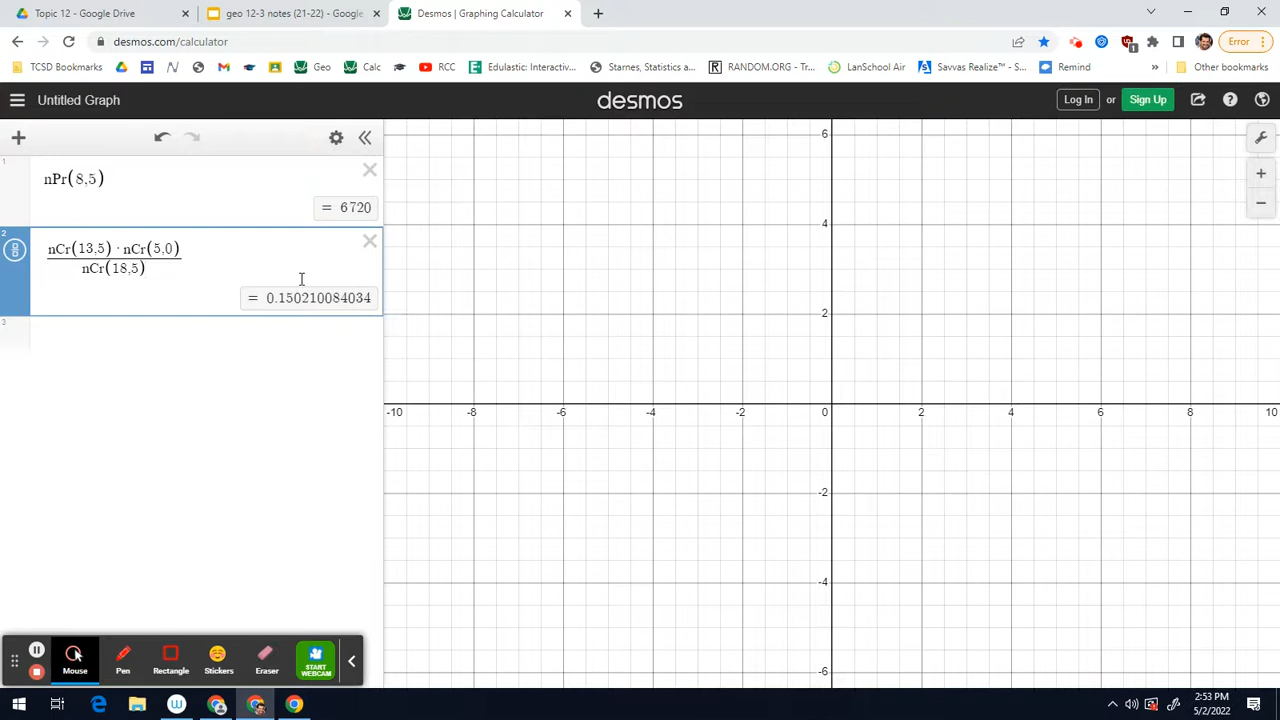 Topic 12 - Google Drive
geo 12-3 notes (21-22) - Google
Desmos | Graphing Calculator
desmos.com/calculator
Error
TCSD Bookmarks
Geo
Calc
RCC
Edulastic: Interactiv...
Starnes, Statistics a...
RANDOM.ORG - Tr...
LanSchool Air
Savvas Realize™ - S...
Remind
»
Other bookmarks
Untitled Graph
desmos
Log In
or
Sign Up
1
nPr(8,5)
= 6720
2
nCr(13,5) · nCr(5,0)
nCr(18,5)
= 0.150210084034
3
6
4
2
-10 -8 -6 -4 -2 0 2 4 6 8 10
-2
-4
-6
Mouse
Pen
Rectangle
Stickers
Eraser
START
WEBCAM
2:53 PM
5/2/2022